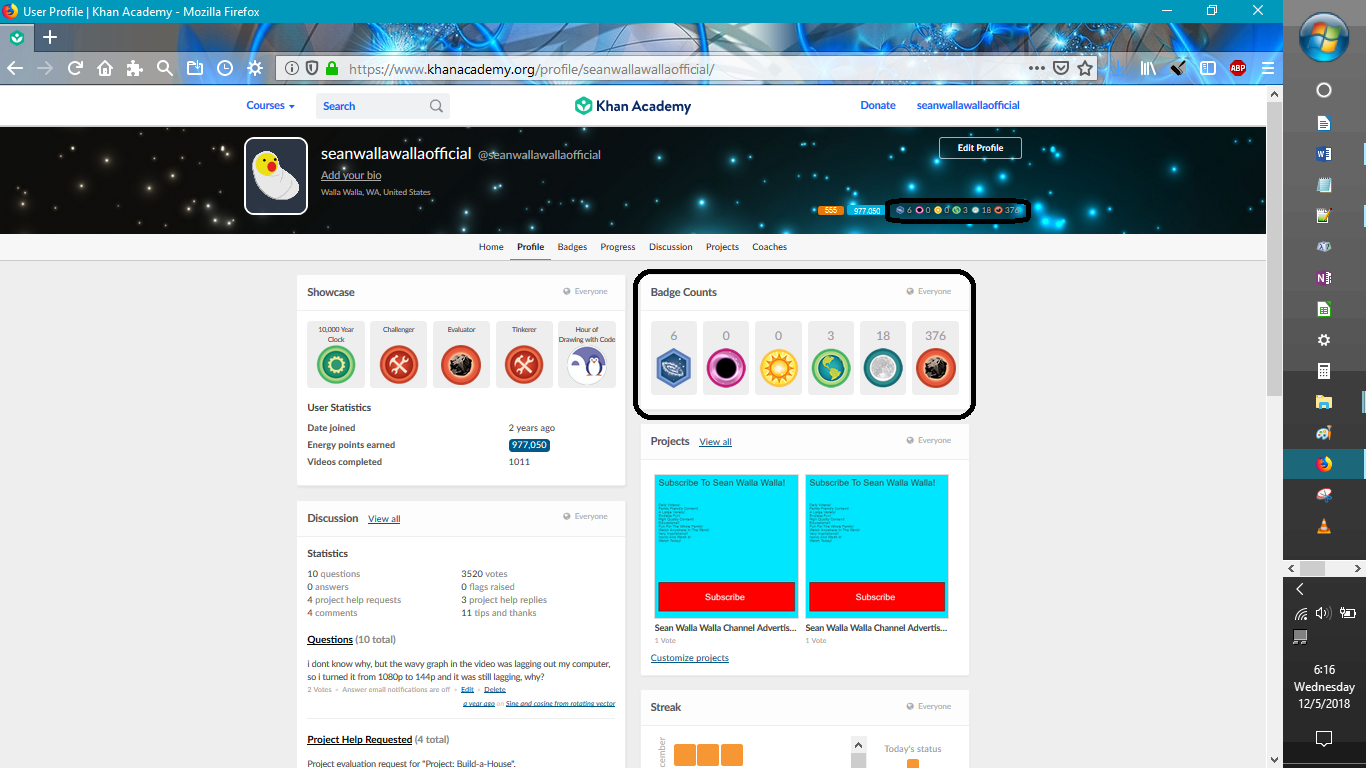 User Profile | Khan Academy - Mozilla Firefox
https://www.khanacademy.org/profile/seanwallawallaofficial/
ABP
Courses
Search
Khan Academy
Donate
seanwallawallaofficial
seanwallawallaofficial @seanwallawallaofficial
Add your bio
Walla Walla, WA, United States
Edit Profile
555 977,050 6 0 0 3 18 376
Home Profile Badges Progress Discussion Projects Coaches
Showcase Everyone
10,000 Year Clock
Challenger
Evaluator
Tinkerer
Hour of Drawing with Code
User Statistics
Date joined 2 years ago
Energy points earned 977,050
Videos completed 1011
Badge Counts Everyone
6 0 0 3 18 376
Projects View all Everyone
Subscribe To Sean Walla Walla!
Subscribe
Sean Walla Walla Channel Advertis...
1 Vote
Subscribe To Sean Walla Walla!
Subscribe
Sean Walla Walla Channel Advertis...
1 Vote
Customize projects
Discussion View all Everyone
Statistics
10 questions 3520 votes
0 answers 0 flags raised
4 project help requests 3 project help replies
4 comments 11 tips and thanks
Questions (10 total)
i dont know why, but the wavy graph in the video was lagging out my computer,
so i turned it from 1080p to 144p and it was still lagging, why?
2 Votes • Answer email notifications are off • Edit • Delete
a year ago on Sine and cosine from rotating vector
Project Help Requested (4 total)
Project evaluation request for "Project: Build-a-House".
Streak Everyone
Today's status
6:16
Wednesday
12/5/2018